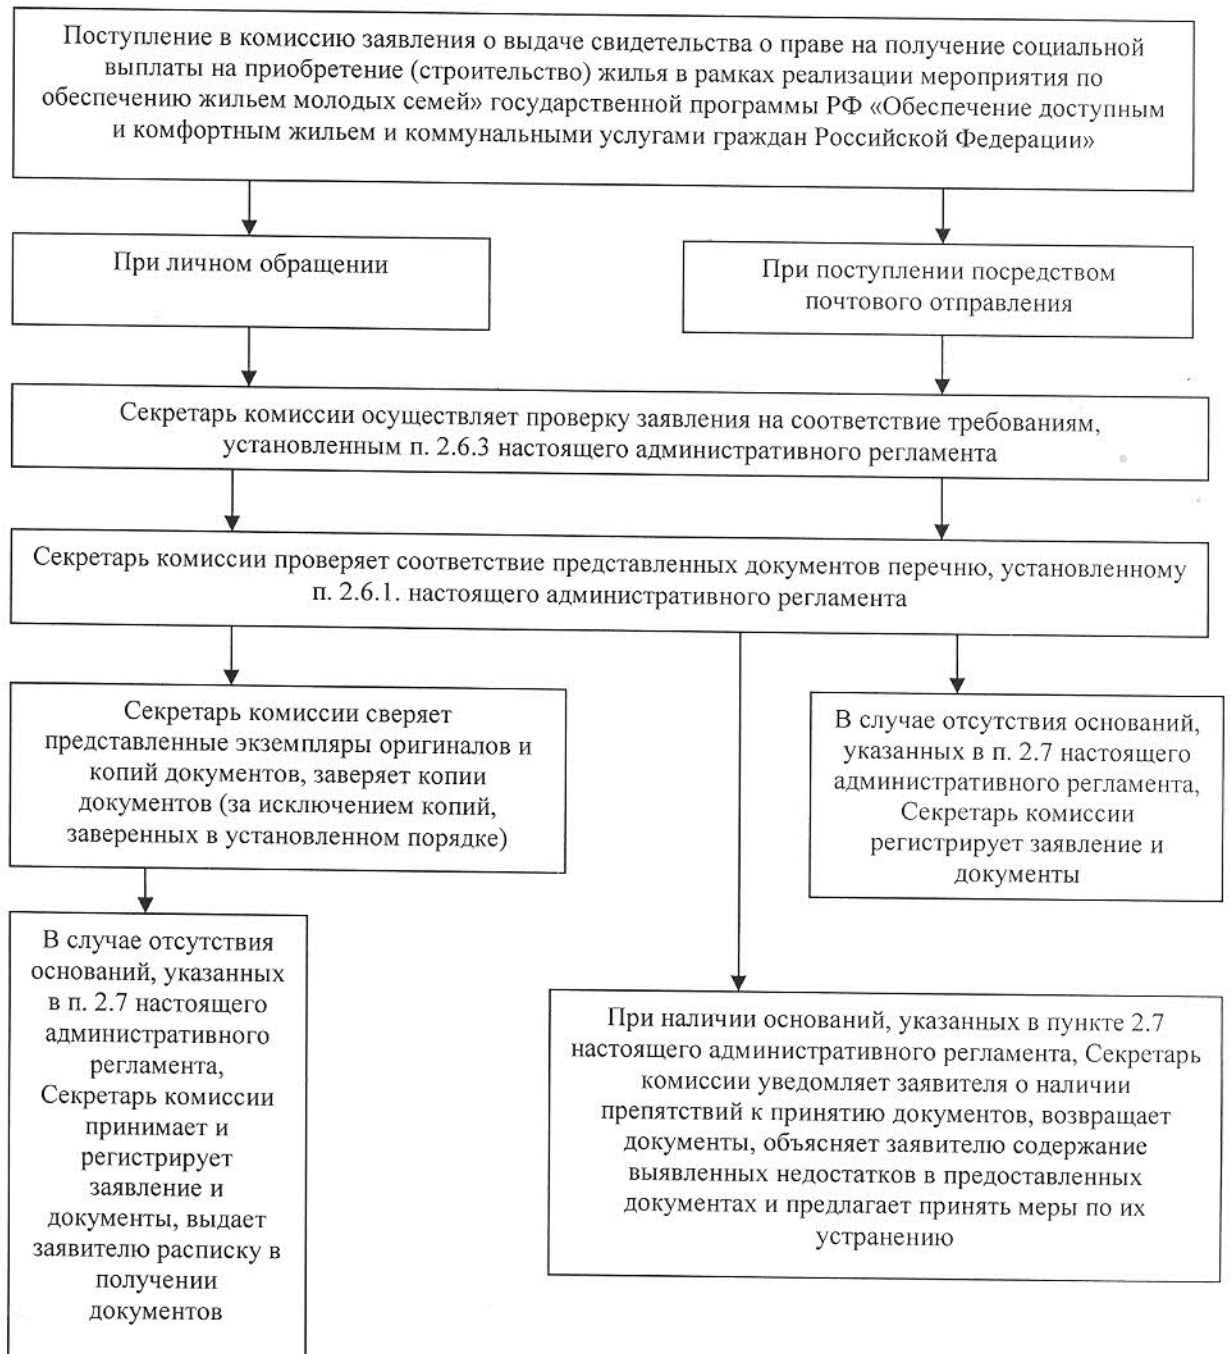 Поступление в комиссию заявления о выдаче свидетельства о праве на получение социальной
выплаты на приобретение (строительство) жилья в рамках реализации мероприятия по
обеспечению жильем молодых семей» государственной программы РФ «Обеспечение доступным
и комфортным жильем и коммунальными услугами граждан Российской Федерации»
При личном обращении
При поступлении посредством
почтового отправления
Секретарь комиссии осуществляет проверку заявления на соответствие требованиям,
установленным п. 2.6.3 настоящего административного регламента
Секретарь комиссии проверяет соответствие представленных документов перечню, установленному
п. 2.6.1. настоящего административного регламента
Секретарь комиссии сверяет
представленные экземпляры оригиналов и
копий документов, заверяет копии
документов (за исключением копий,
заверенных в установленном порядке)
В случае отсутствия оснований,
указанных в п. 2.7 настоящего
административного регламента,
Секретарь комиссии
регистрирует заявление и
документы
В случае отсутствия
оснований, указанных
в п. 2.7 настоящего
административного
регламента,
Секретарь комиссии
принимает и
регистрирует
заявление и
документы, выдает
заявителю расписку в
получении
документов
При наличии оснований, указанных в пункте 2.7
настоящего административного регламента, Секретарь
комиссии уведомляет заявителя о наличии
препятствий к принятию документов, возвращает
документы, объясняет заявителю содержание
выявленных недостатков в предоставленных
документах и предлагает принять меры по их
устранению